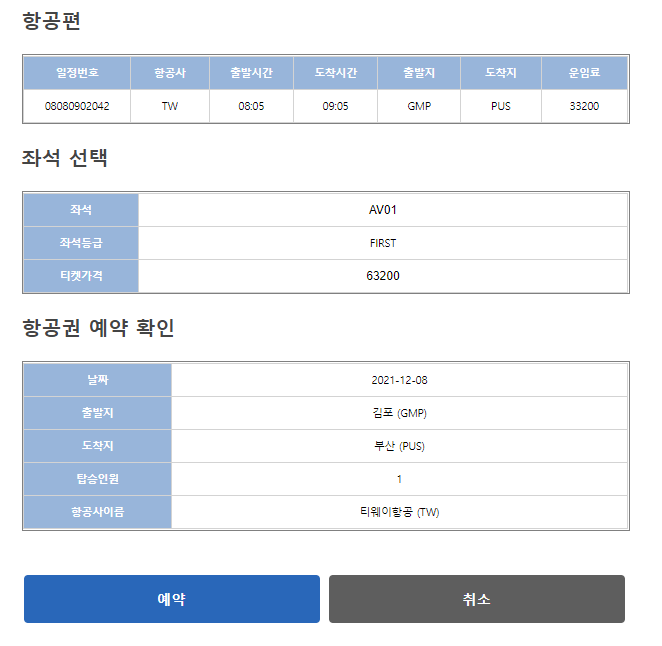 항공편
일정번호 항공사 출발시간 도착시간 출발지 도착지 운임료
08080902042 TW 08:05 09:05 GMP PUS 33200
좌석 선택
좌석 AV01
좌석등급 FIRST
티켓가격 63200
항공권 예약 확인
날짜 2021-12-08
출발지 김포 (GMP)
도착지 부산 (PUS)
탑승인원 1
항공사이름 티웨이항공 (TW)
예약 취소